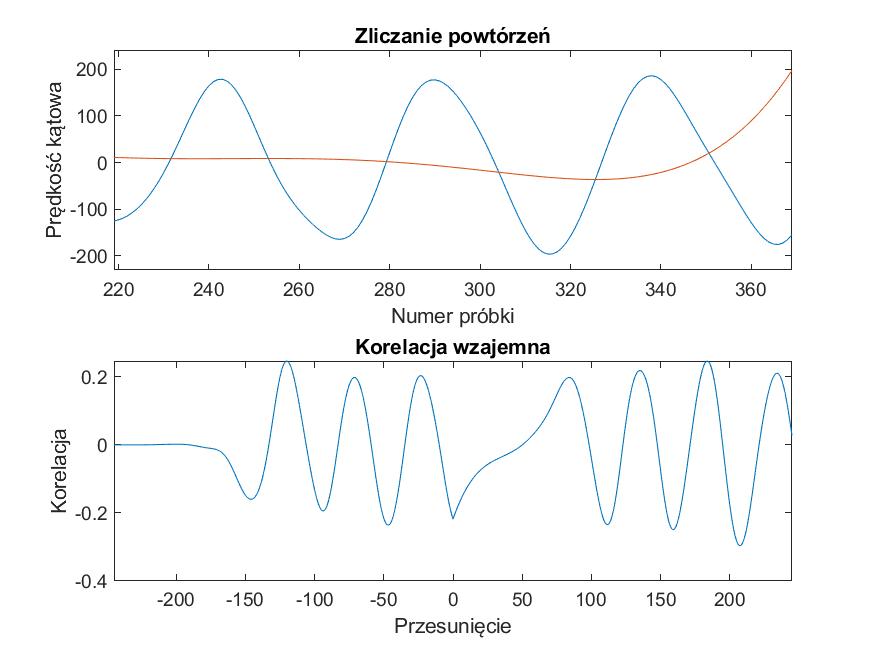 Zliczanie powtórzeń
Prędkość kątowa
200
100
0
-100
-200
220 240 260 280 300 320 340 360
Numer próbki
Korelacja wzajemna
Korelacja
0.2
0
-0.2
-0.4
-200 -150 -100 -50 0 50 100 150 200
Przesunięcie